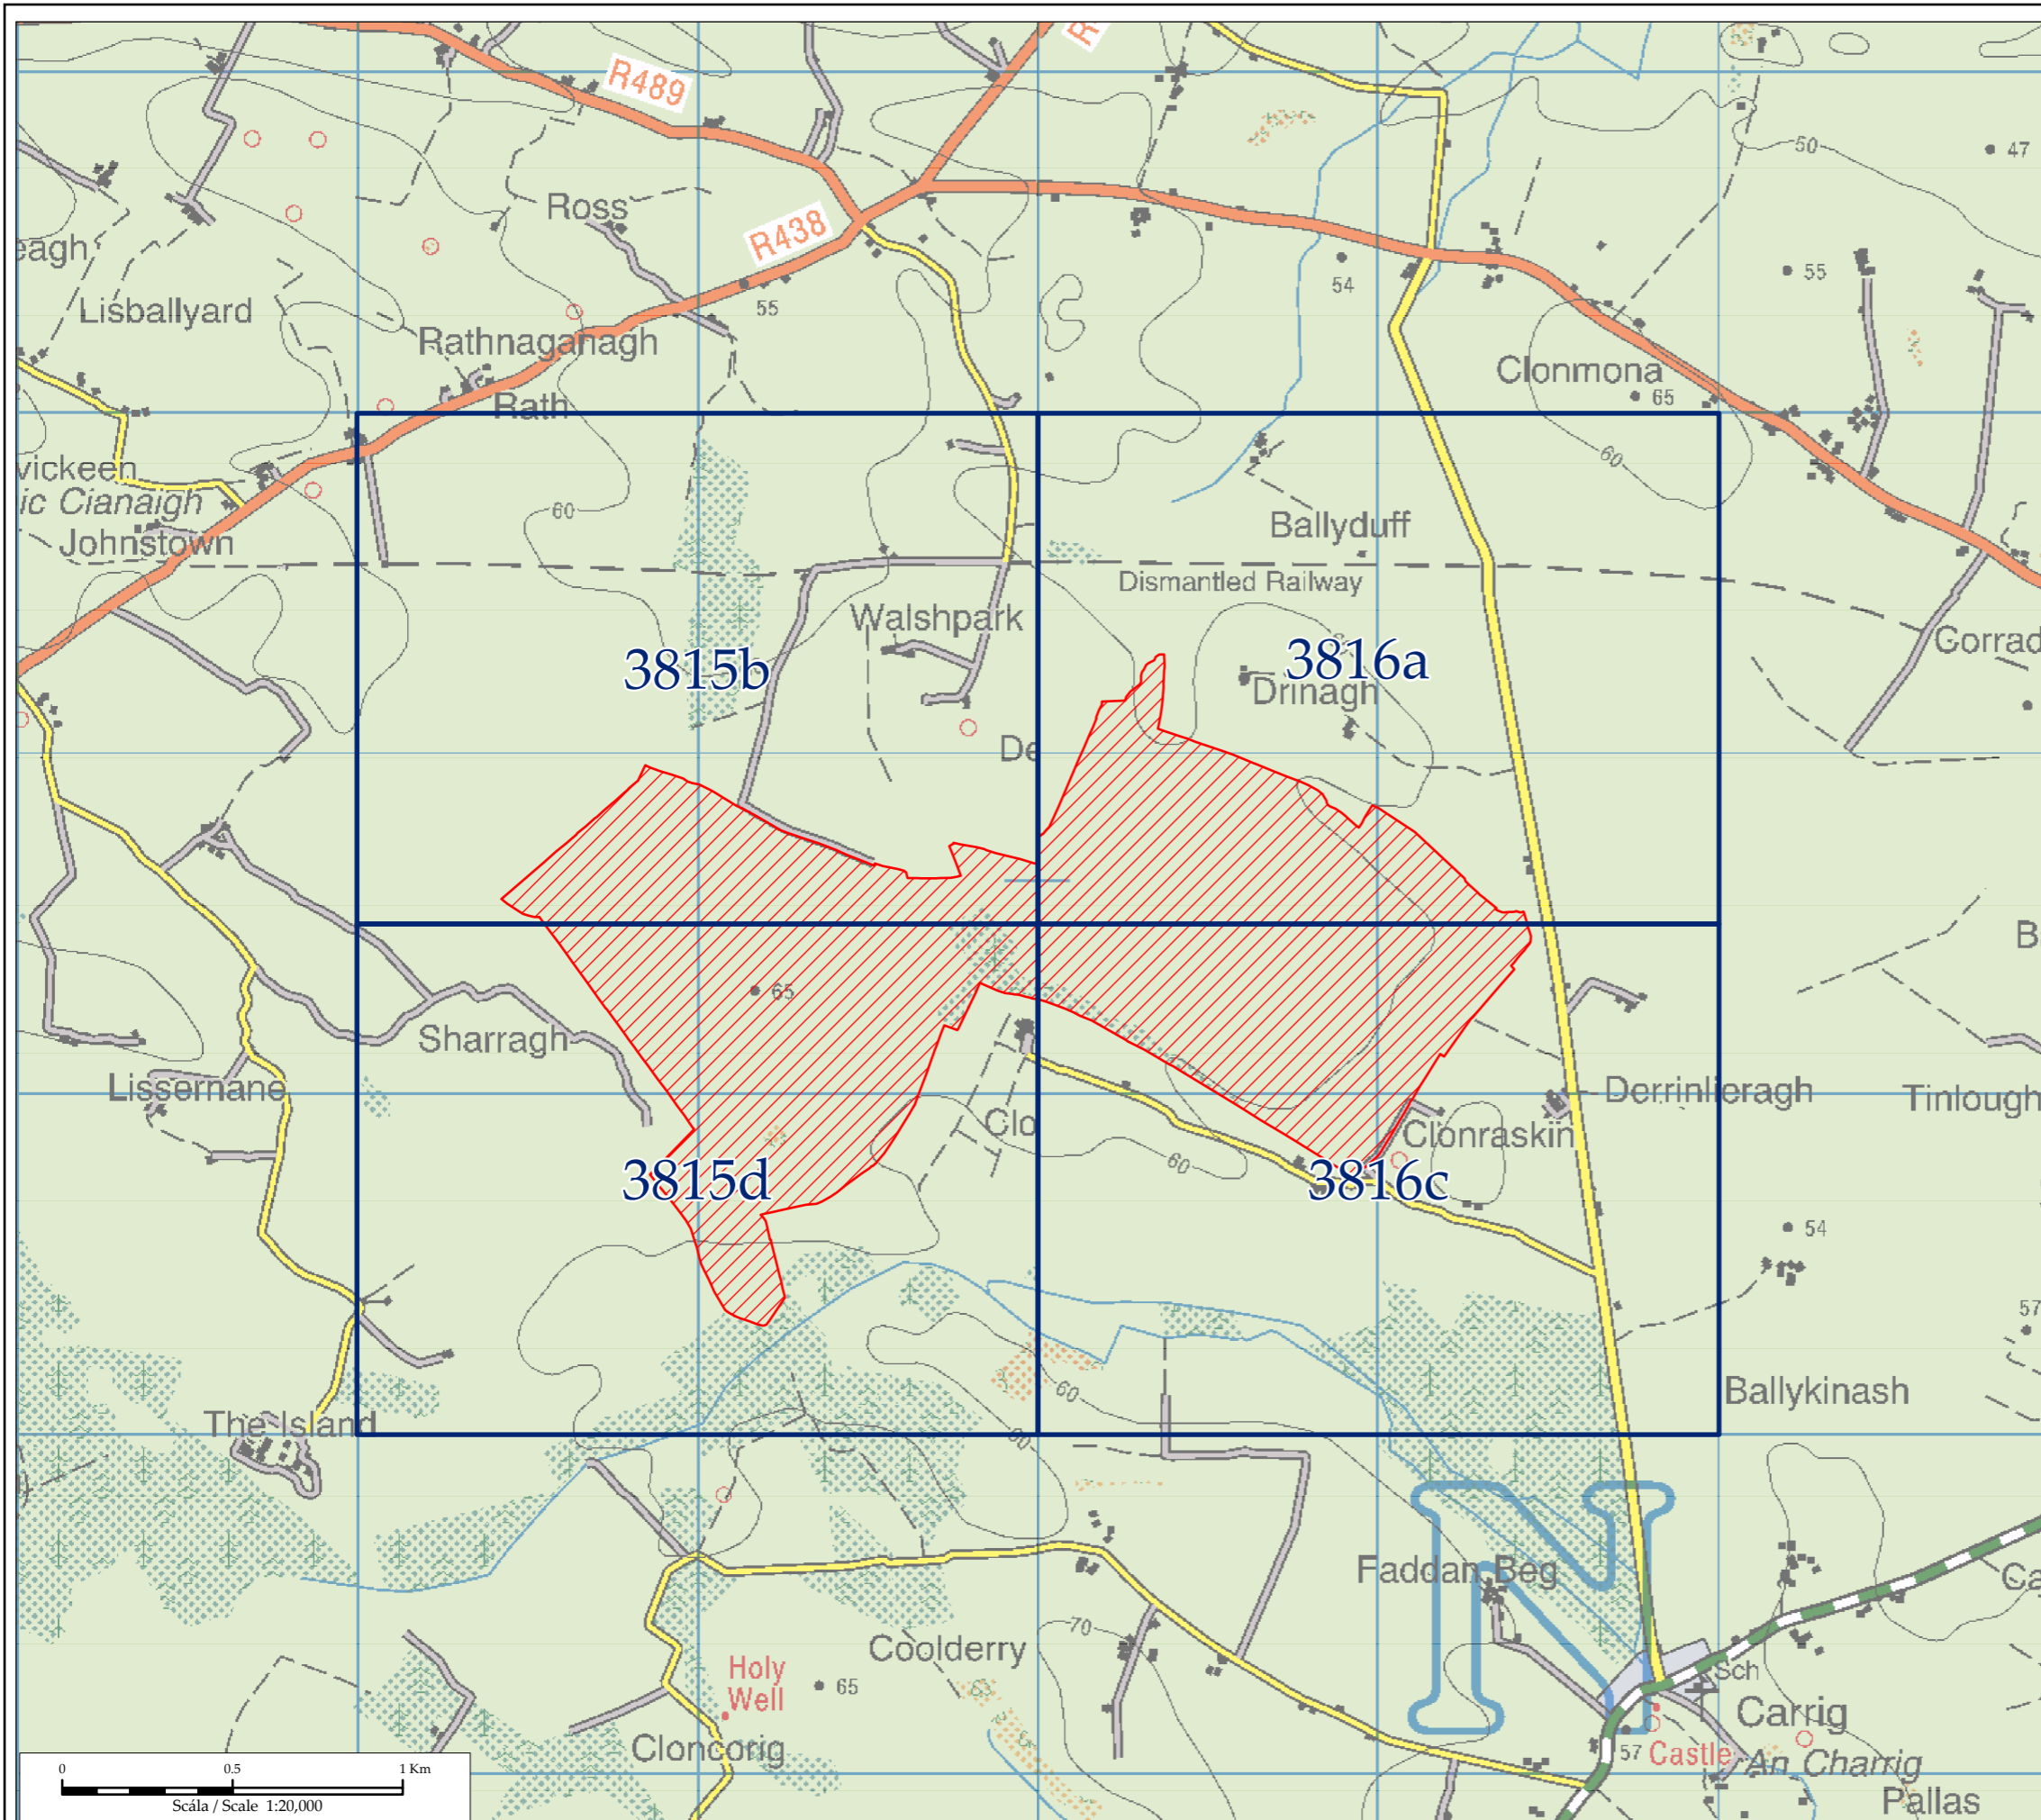 R489
R438
Ross
eagh
Lisballyard
Rathnaganagh
Rath
55
54
50
47
55
Clonmona
65
60
vickeen
ic Cianaigh
Johnstown
60
Ballyduff
Dismantled Railway
Walshpark
3815b
3816a
Drinagh
Gorrad
De
65
Sharragh
Lissernane
Clo
60
Derrinlieragh
Clonraskin
Tinlough
B
3815d
3816c
54
57
60
60
Ballykinash
The Island
N
Faddan Beg
70
Coolderry
Holy
Well
65
Cloncorig
Sch
Carrig
57
Castle
An Charrig
Pallas
Ca
0 0.5 1 Km
Scála / Scale 1:20,000